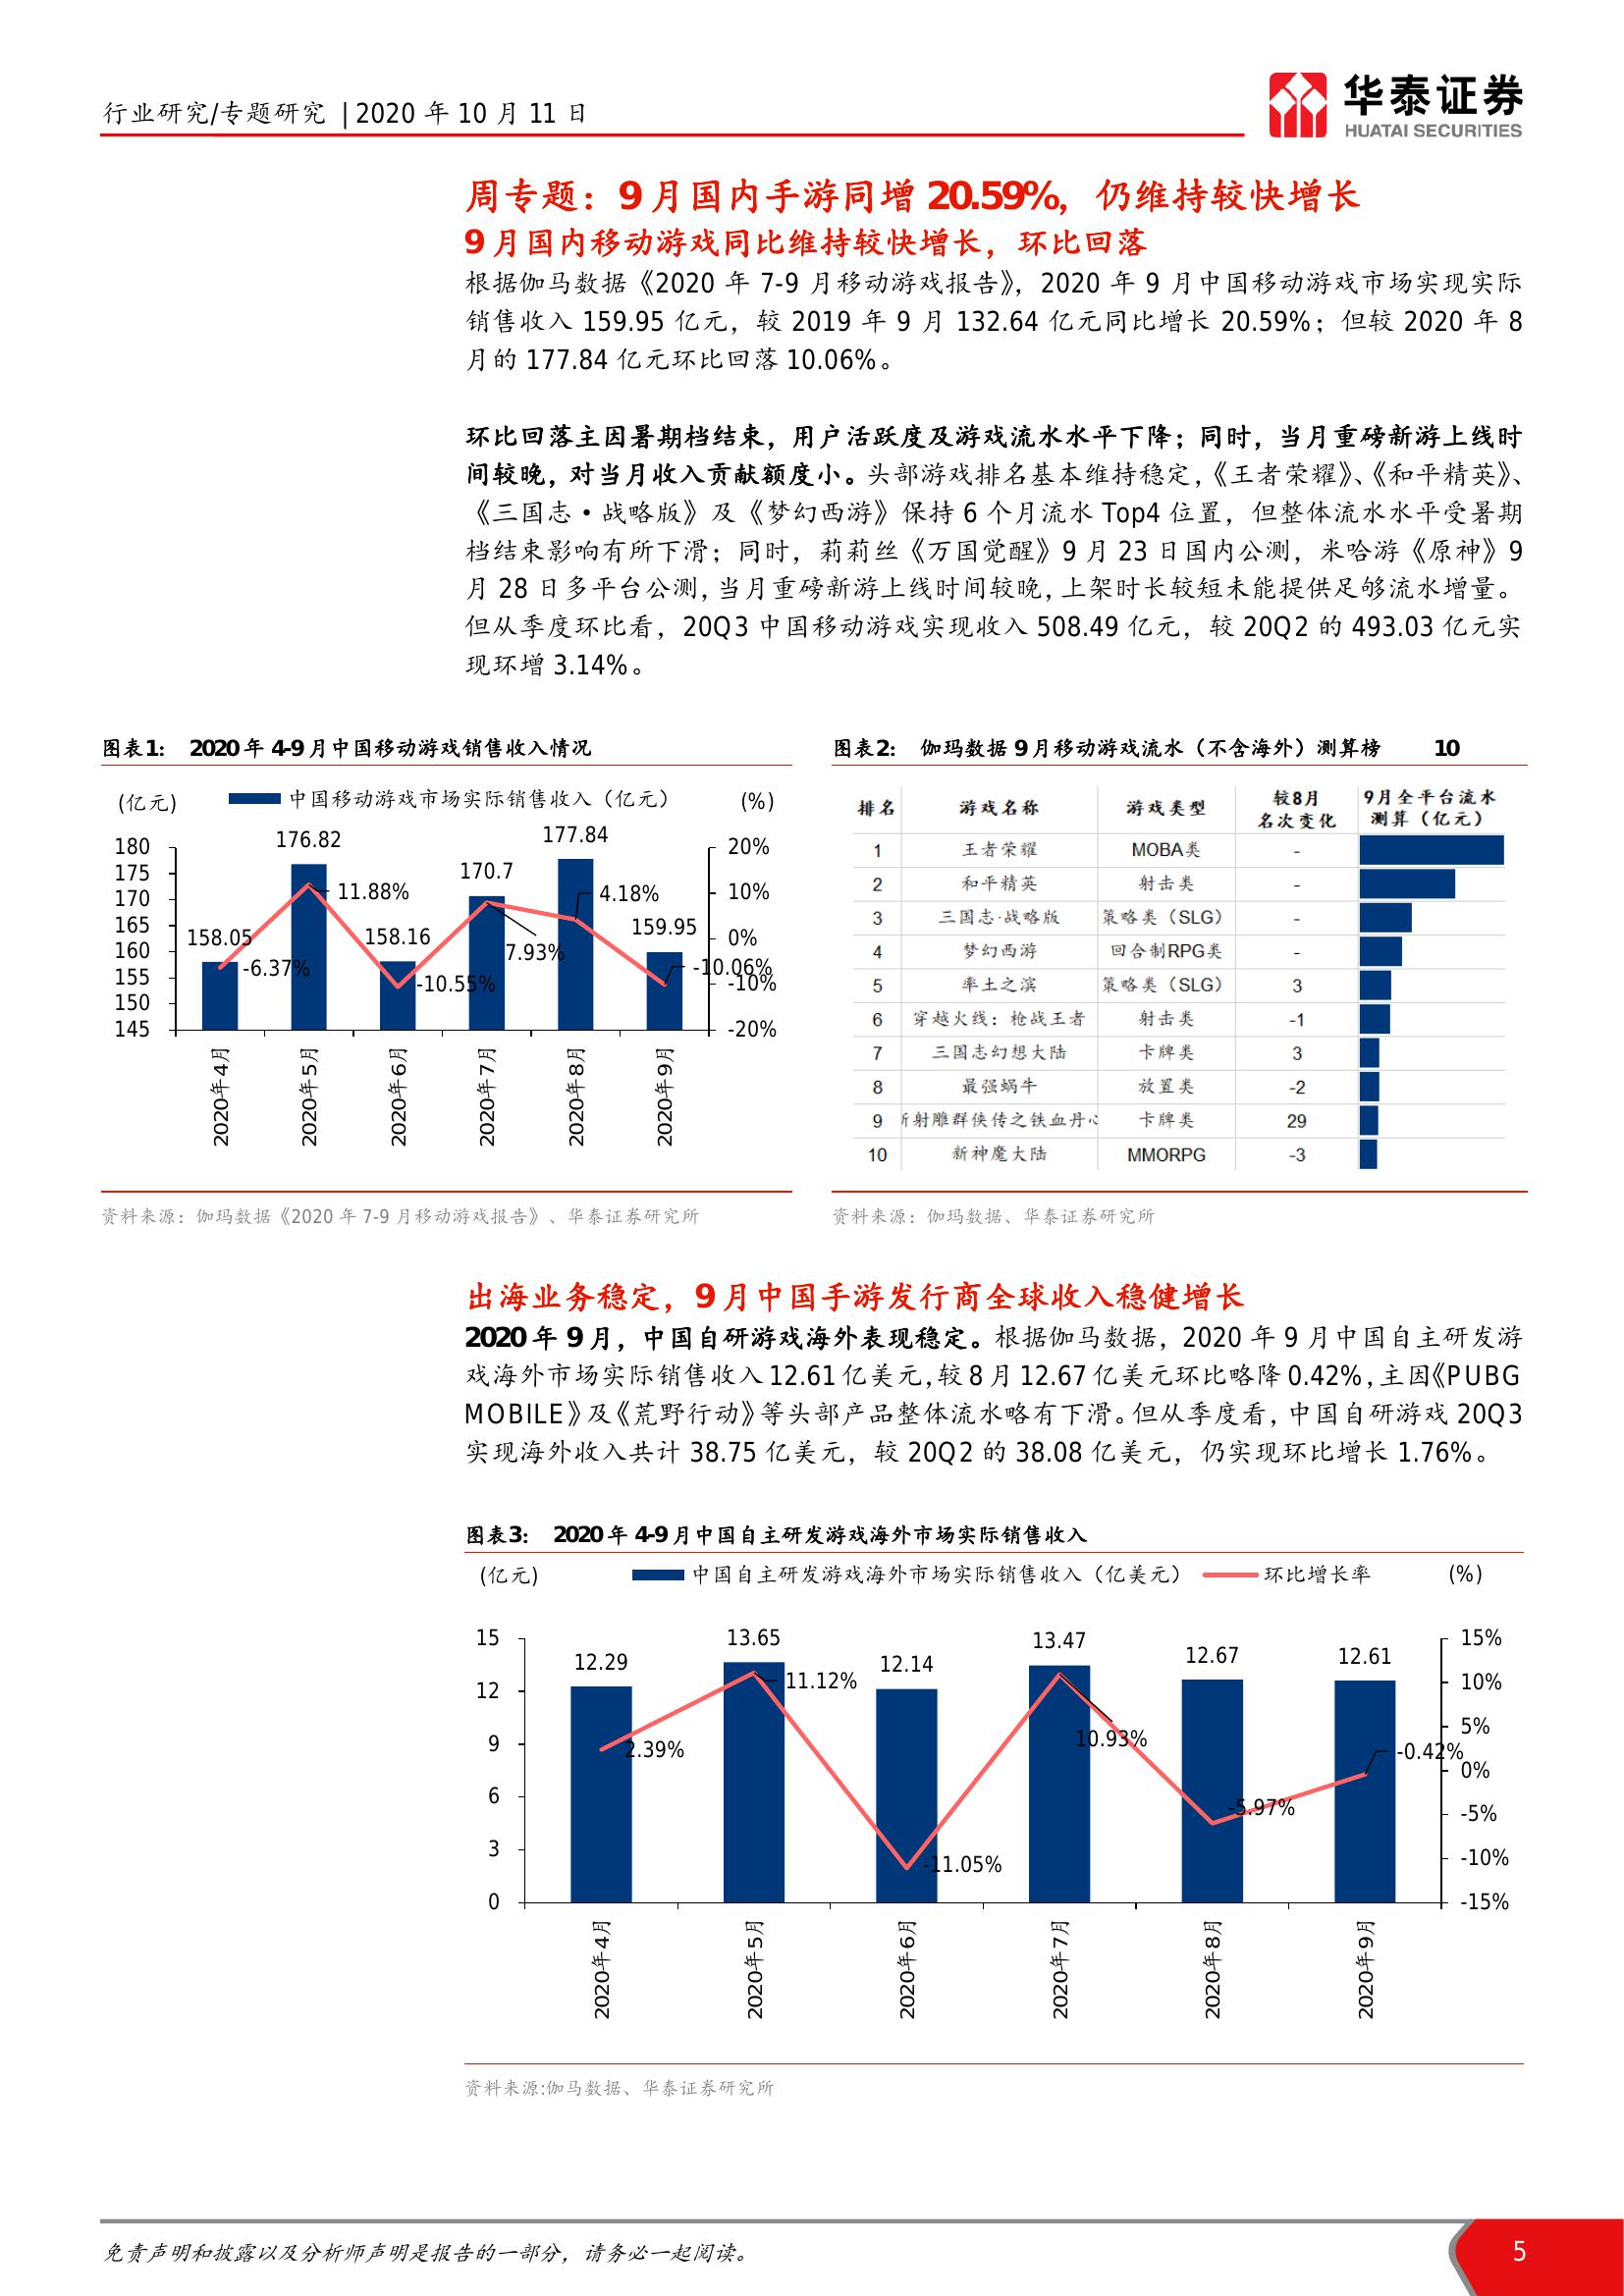 行业研究/专题研究 | 2020 年 10 月 11 日
华泰证券
HUATAI SECURITIES
周专题：9 月国内手游同增 20.59%，仍维持较快增长
9 月国内移动游戏同比维持较快增长，环比回落
根据伽马数据《2020 年 7-9 月移动游戏报告》，2020 年 9 月中国移动游戏市场实现实际
销售收入 159.95 亿元，较 2019 年 9 月 132.64 亿元同比增长 20.59%；但较 2020 年 8
月的 177.84 亿元环比回落 10.06%。
环比回落主因暑期档结束，用户活跃度及游戏流水水平下降；同时，当月重磅新游上线时
间较晚，对当月收入贡献额度小。头部游戏排名基本维持稳定，《王者荣耀》、《和平精英》、
《三国志•战略版》及《梦幻西游》保持 6 个月流水 Top4 位置，但整体流水水平受暑期
档结束影响有所下滑；同时，莉莉丝《万国觉醒》9 月 23 日国内公测，米哈游《原神》9
月 28 日多平台公测，当月重磅新游上线时间较晚，上架时长较短未能提供足够流水增量。
但从季度环比看，20Q3 中国移动游戏实现收入 508.49 亿元，较 20Q2 的 493.03 亿元实
现环增 3.14%。
图表1： 2020 年 4-9 月中国移动游戏销售收入情况
(亿元) 中国移动游戏市场实际销售收入（亿元） (%)
180
175
170
165
160
155
150
145
158.05
176.82
158.16
170.7
177.84
159.95
-6.37%
11.88%
-10.55%
7.93%
4.18%
-10.06%
20%
10%
0%
-10%
-20%
2020年4月
2020年5月
2020年6月
2020年7月
2020年8月
2020年9月
资料来源：伽玛数据《2020 年 7-9 月移动游戏报告》、华泰证券研究所
图表2： 伽玛数据 9 月移动游戏流水（不含海外）测算榜 10
排名 游戏名称 游戏类型 较8月名次变化 9月全平台流水测算（亿元）
1 王者荣耀 MOBA类 -
2 和平精英 射击类 -
3 三国志·战略版 策略类（SLG） -
4 梦幻西游 回合制RPG类 -
5 率土之滨 策略类（SLG） 3
6 穿越火线：枪战王者 射击类 -1
7 三国志幻想大陆 卡牌类 3
8 最强蜗牛 放置类 -2
9 射雕群侠传之铁血丹 卡牌类 29
10 新神魔大陆 MMORPG -3
资料来源：伽玛数据、华泰证券研究所
出海业务稳定，9 月中国手游发行商全球收入稳健增长
2020 年 9 月，中国自研游戏海外表现稳定。根据伽马数据，2020 年 9 月中国自主研发游
戏海外市场实际销售收入 12.61 亿美元，较 8 月 12.67 亿美元环比略降 0.42%，主因《PUBG
MOBILE》及《荒野行动》等头部产品整体流水略有下滑。但从季度看，中国自研游戏 20Q3
实现海外收入共计 38.75 亿美元，较 20Q2 的 38.08 亿美元，仍实现环比增长 1.76%。
图表3： 2020 年 4-9 月中国自主研发游戏海外市场实际销售收入
(亿元) 中国自主研发游戏海外市场实际销售收入（亿美元） 环比增长率 (%)
15
12
9
6
3
0
12.29
13.65
12.14
13.47
12.67
12.61
2.39%
11.12%
-11.05%
10.93%
-5.97%
-0.42%
15%
10%
5%
0%
-5%
-10%
-15%
2020年4月
2020年5月
2020年6月
2020年7月
2020年8月
2020年9月
资料来源:伽马数据、华泰证券研究所
免责声明和披露以及分析师声明是报告的一部分，请务必一起阅读。
5